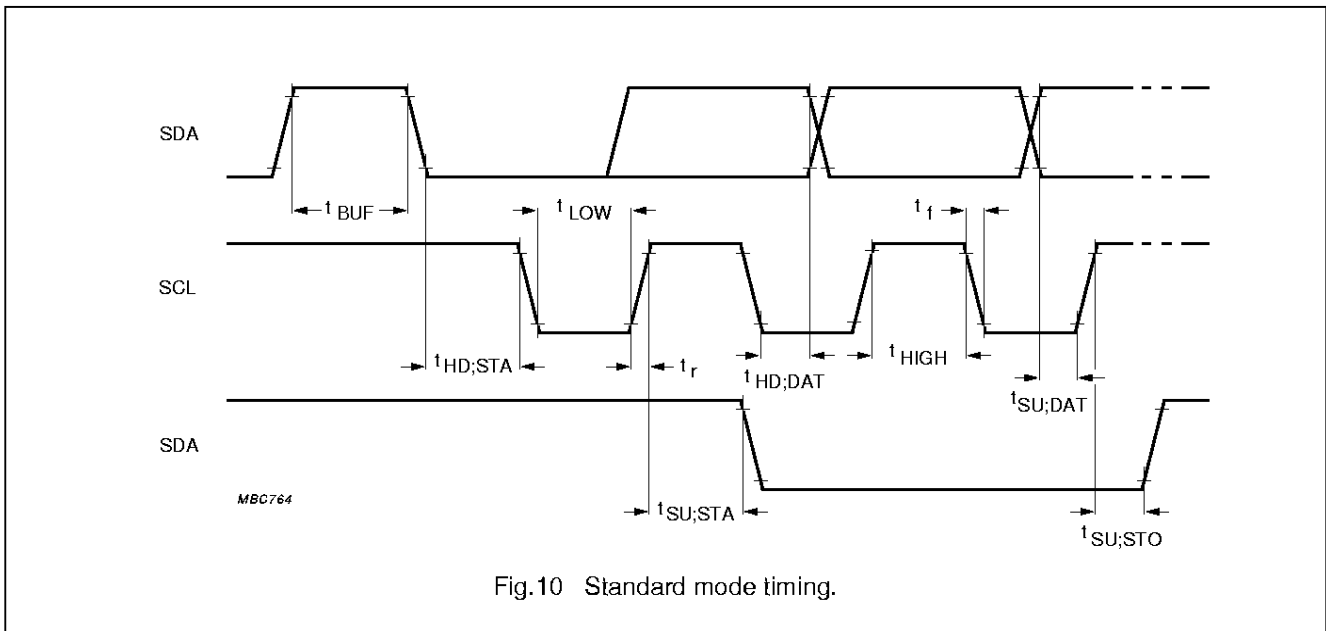 SDA
t BUF
t LOW
t f
SCL
t HD;STA
t r
t HD;DAT
t HIGH
t SU;DAT
SDA
MBC764
t SU;STA
t SU;STO
Fig.10 Standard mode timing.